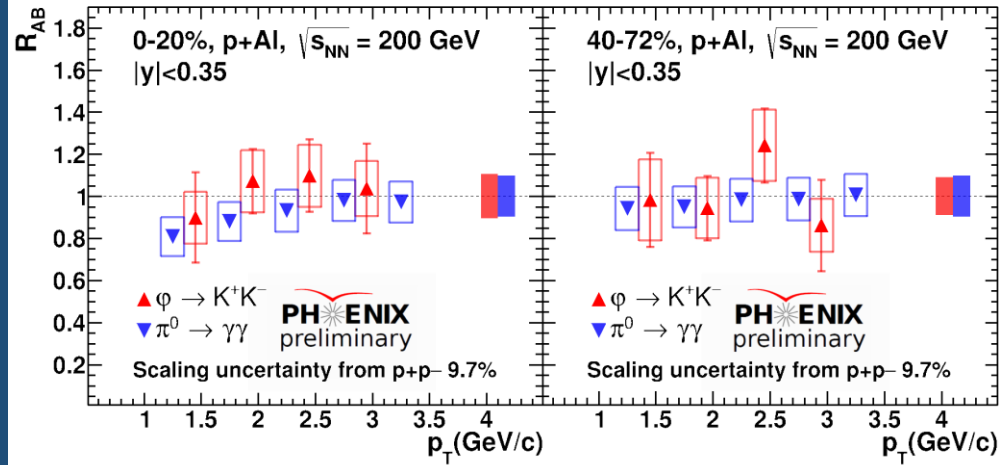 R_AB
1.8
1.6
1.4
1.2
1
0.8
0.6
0.4
0.2
0-20%, p+Al, √s_NN = 200 GeV
|y|<0.35
φ → K⁺K⁻
π⁰ → γγ
PHENIX
preliminary
Scaling uncertainty from p+p– 9.7%
1 1.5 2 2.5 3 3.5 4
p_T(GeV/c)
40-72%, p+Al, √s_NN = 200 GeV
|y|<0.35
φ → K⁺K⁻
π⁰ → γγ
PHENIX
preliminary
Scaling uncertainty from p+p– 9.7%
1 1.5 2 2.5 3 3.5 4
p_T(GeV/c)